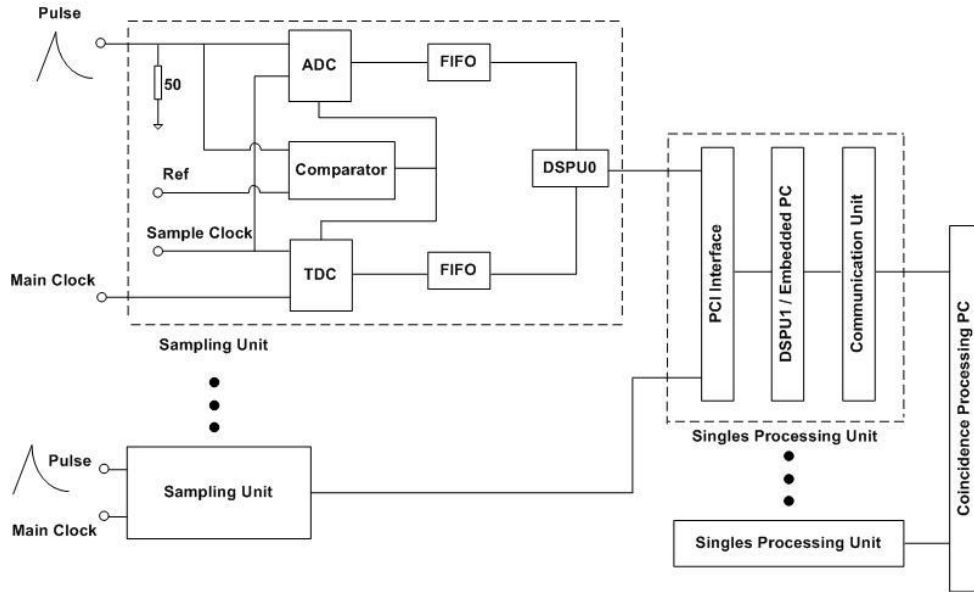 Pulse
50
ADC
FIFO
Comparator
Ref
DSPU0
Sample Clock
TDC
FIFO
Main Clock
Sampling Unit
PCI Interface
DSPU1 / Embedded PC
Communication Unit
Singles Processing Unit
Coincidence Processing PC
Pulse
Main Clock
Sampling Unit
Singles Processing Unit